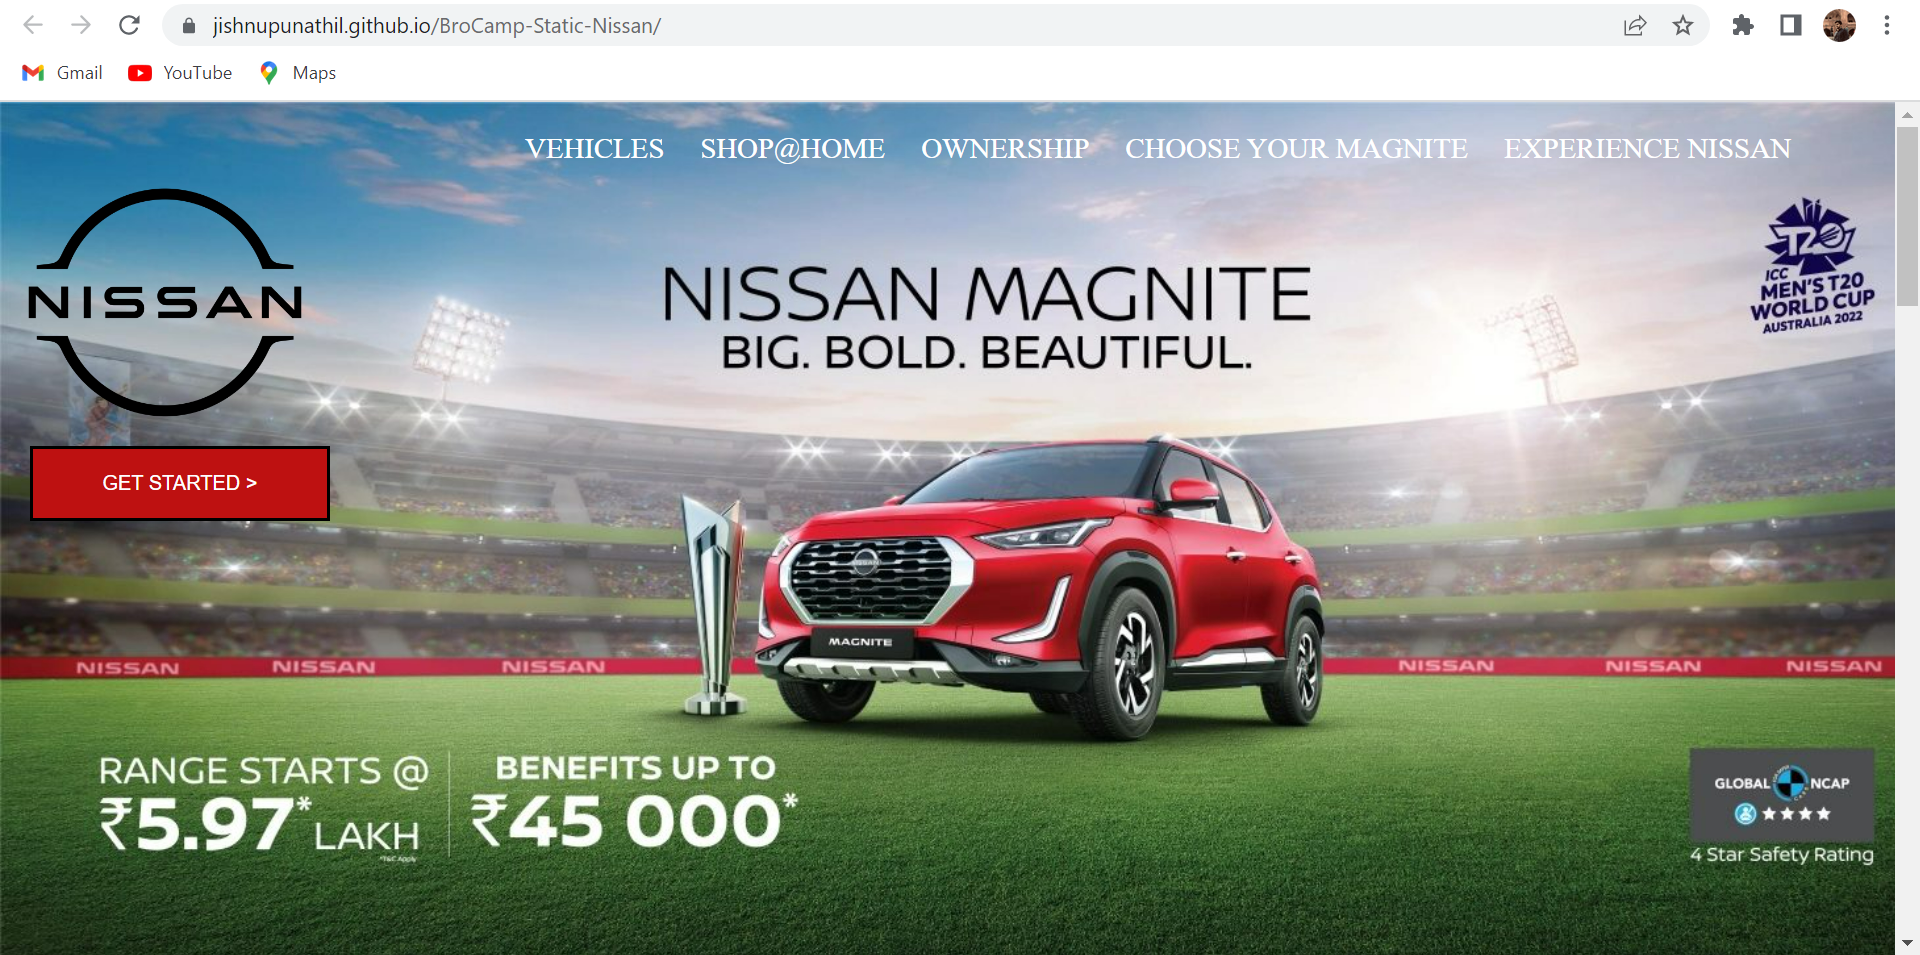 jishnupunathil.github.io/BroCamp-Static-Nissan/
Gmail YouTube Maps
VEHICLES SHOP@HOME OWNERSHIP CHOOSE YOUR MAGNITE EXPERIENCE NISSAN
NISSAN
GET STARTED >
NISSAN MAGNITE
BIG. BOLD. BEAUTIFUL.
T20
ICC
MEN'S T20
WORLD CUP
AUSTRALIA 2022
NISSAN
MAGNITE
NISSAN NISSAN NISSAN NISSAN NISSAN NISSAN
RANGE STARTS @
₹5.97* LAKH
*T&C Apply
BENEFITS UP TO
₹45 000*
GLOBAL NCAP
4 Star Safety Rating